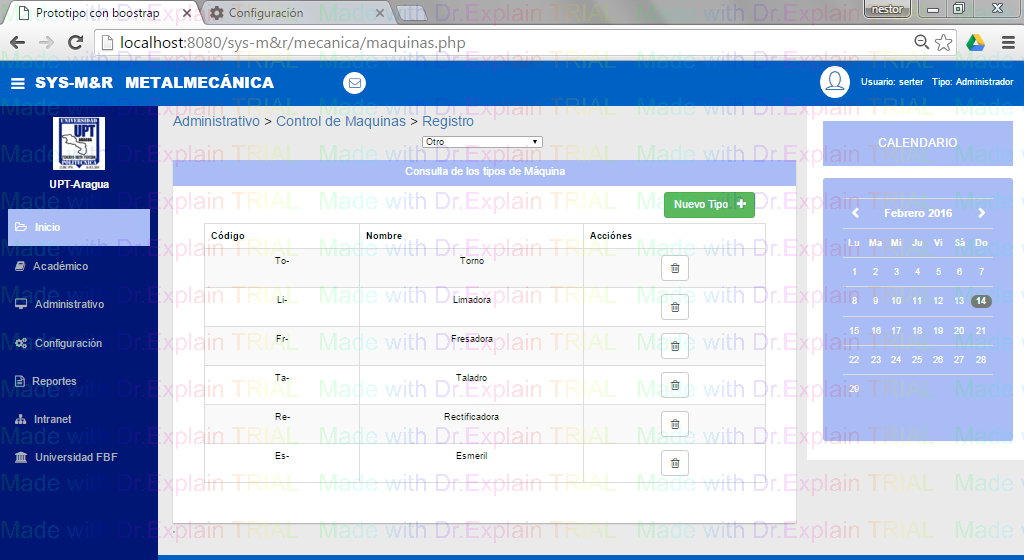 Prototipo con boostrap
Configuración
nestor
localhost:8080/sys-m&r/mecanica/maquinas.php
SYS-M&R METALMECÁNICA
Usuario: serter Tipo: Administrador
UNIVERSIDAD
UPT
ARAGUA
POLITECNICA
UPT-Aragua
Inicio
Académico
Administrativo
Configuración
Reportes
Intranet
Universidad FBF
Administrativo > Control de Maquinas > Registro
Otro
Consulta de los tipos de Máquina
Nuevo Tipo
Código Nombre Acciónes
To- Torno
Li- Limadora
Fr- Fresadora
Ta- Taladro
Re- Rectificadora
Es- Esmeril
CALENDARIO
Febrero 2016
Lu Ma Mi Ju Vi Sá Do
1 2 3 4 5 6 7
8 9 10 11 12 13 14
15 16 17 18 19 20 21
22 23 24 25 26 27 28
29
Made with Dr.Explain TRIAL